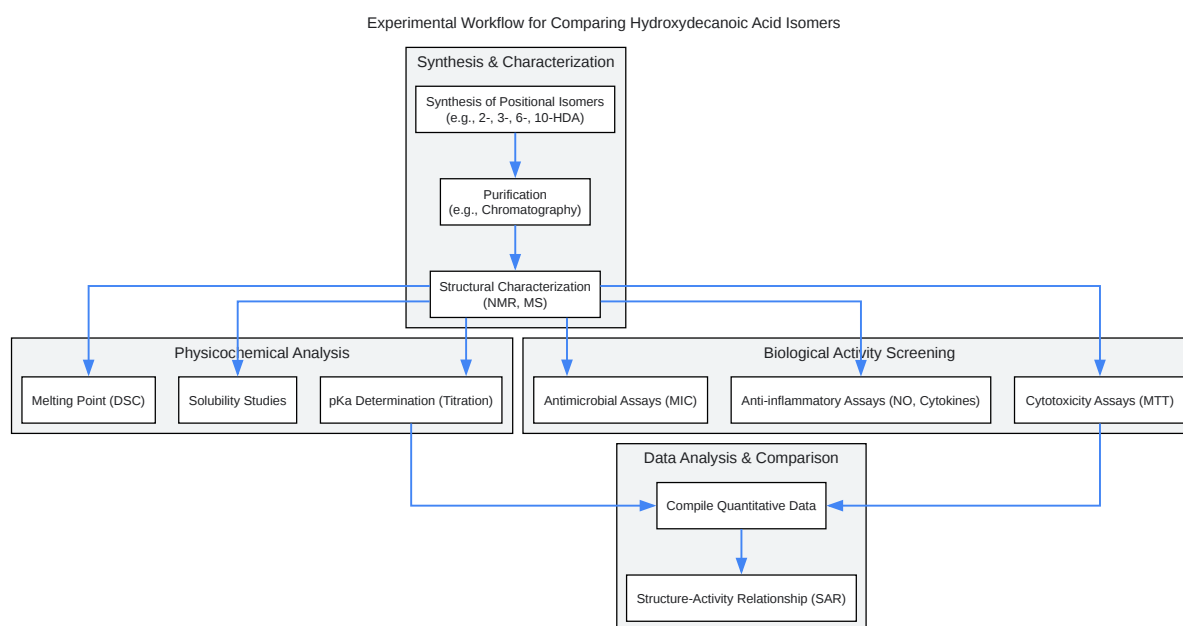 Experimental Workflow for Comparing Hydroxydecanoic Acid Isomers
Synthesis & Characterization
Synthesis of Positional Isomers
(e.g., 2-, 3-, 6-, 10-HDA)
Purification
(e.g., Chromatography)
Structural Characterization
(NMR, MS)
Physicochemical Analysis
Melting Point (DSC)
Solubility Studies
pKa Determination (Titration)
Biological Activity Screening
Antimicrobial Assays (MIC)
Anti-inflammatory Assays (NO, Cytokines)
Cytotoxicity Assays (MTT)
Data Analysis & Comparison
Compile Quantitative Data
Structure-Activity Relationship (SAR)